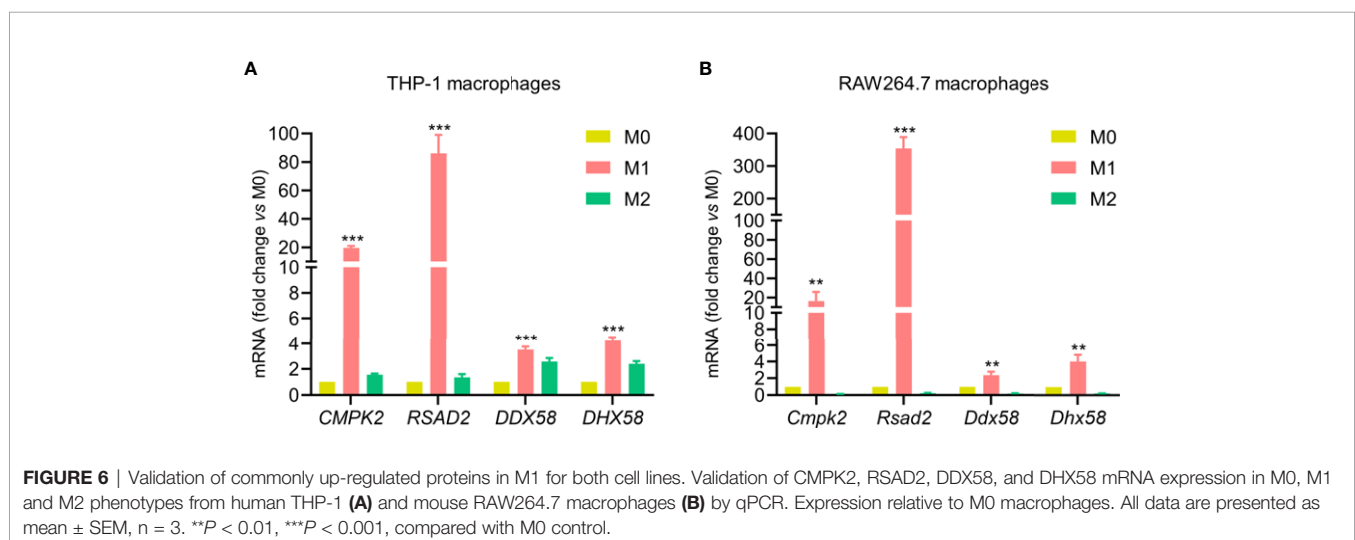 A
B
THP-1 macrophages
RAW264.7 macrophages
mRNA (fold change vs M0)
100
80
60
40
20
10
8
6
4
2
0
***
***
***
***
M0
M1
M2
CMPK2 RSAD2 DDX58 DHX58
mRNA (fold change vs M0)
400
300
200
100
80
60
40
20
10
8
6
4
2
0
**
***
**
**
M0
M1
M2
Cmpk2 Rsad2 Ddx58 Dhx58
FIGURE 6 | Validation of commonly up-regulated proteins in M1 for both cell lines. Validation of CMPK2, RSAD2, DDX58, and DHX58 mRNA expression in M0, M1
and M2 phenotypes from human THP-1 (A) and mouse RAW264.7 macrophages (B) by qPCR. Expression relative to M0 macrophages. All data are presented as
mean ± SEM, n = 3. **P < 0.01, ***P < 0.001, compared with M0 control.